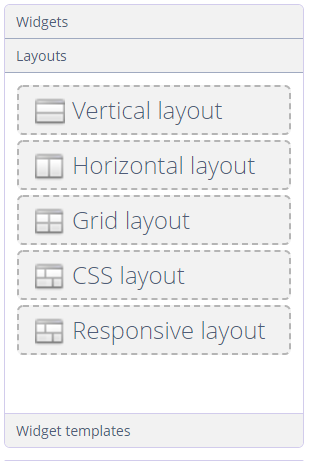 Widgets
Layouts
Vertical layout
Horizontal layout
Grid layout
CSS layout
Responsive layout
Widget templates